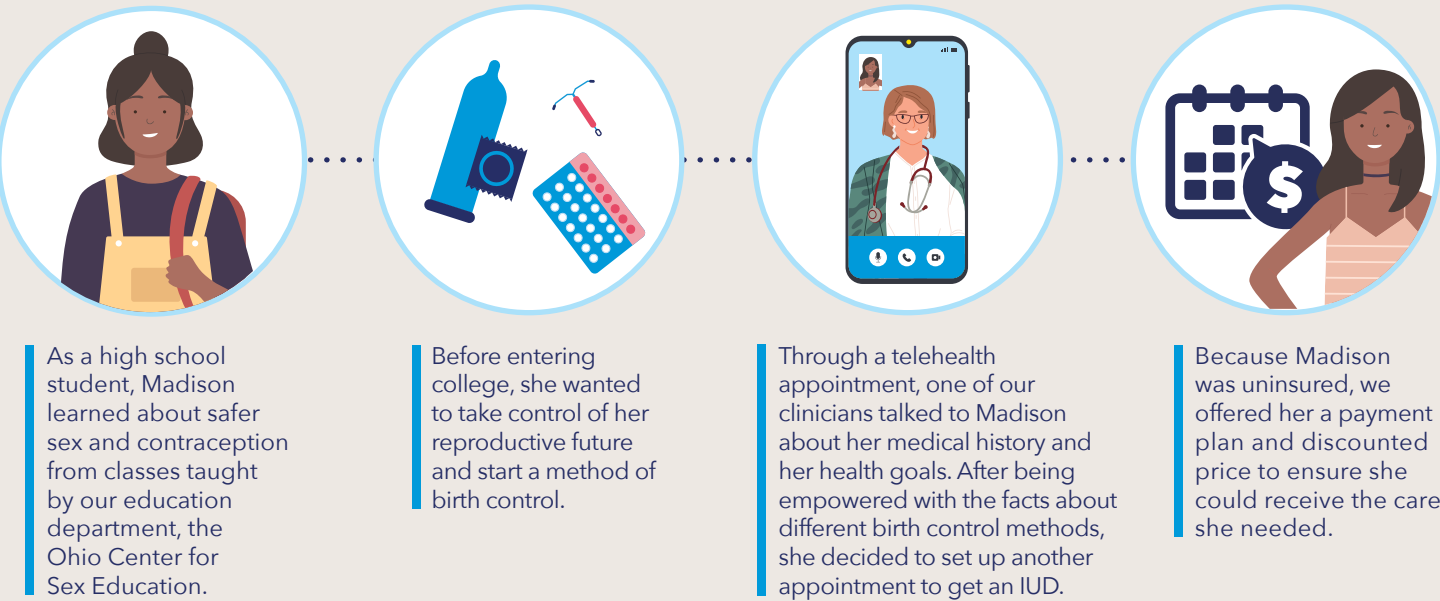 $
As a high school
student, Madison
learned about safer
sex and contraception
from classes taught
by our education
department, the
Ohio Center for
Sex Education.
Before entering
college, she wanted
to take control of her
reproductive future
and start a method of
birth control.
Through a telehealth
appointment, one of our
clinicians talked to Madison
about her medical history and
her health goals. After being
empowered with the facts about
different birth control methods,
she decided to set up another
appointment to get an IUD.
Because Madison
was uninsured, we
offered her a payment
plan and discounted
price to ensure she
could receive the care
she needed.